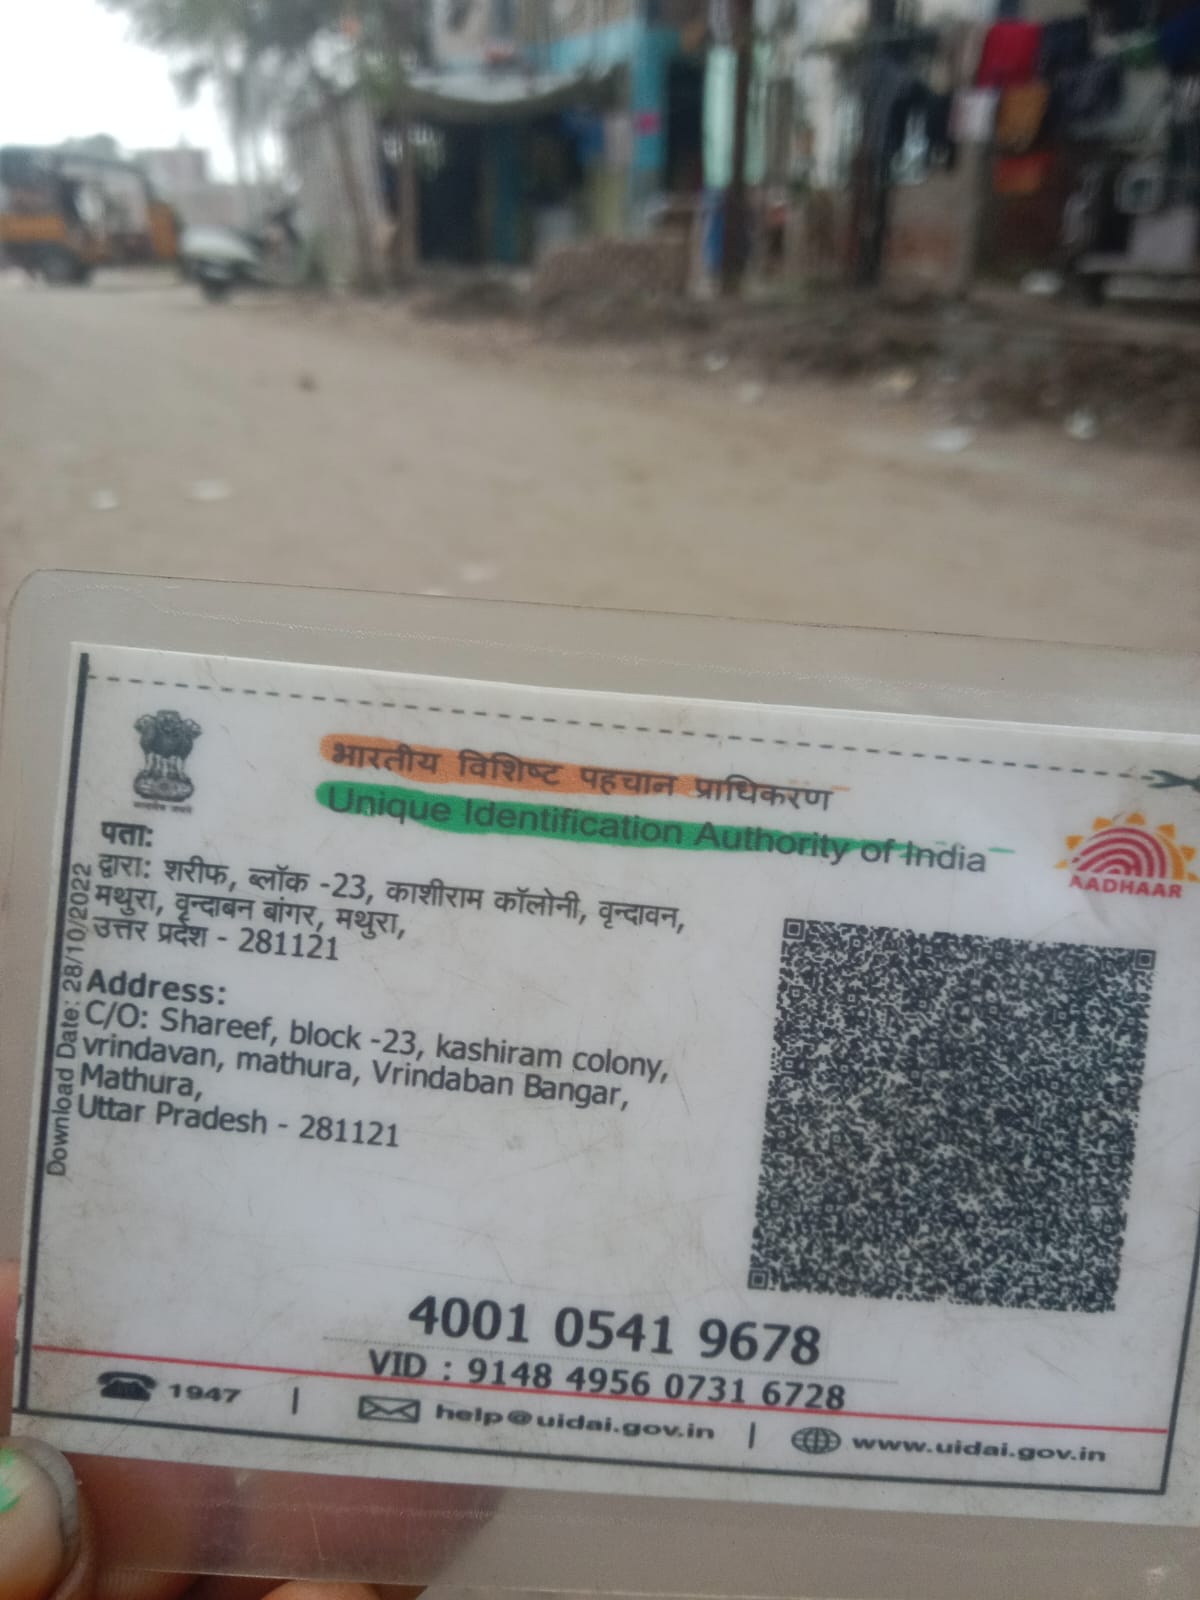 भारतीय विशिष्ट पहचान प्राधिकरण
Unique Identification Authority of India
AADHAAR
पता:
द्वारा: शरीफ, ब्लॉक -23, काशीराम कॉलोनी, वृन्दावन,
मथुरा, वृन्दाबन बांगर, मथुरा,
उत्तर प्रदेश - 281121
Address:
C/O: Shareef, block -23, kashiram colony,
vrindavan, mathura, Vrindaban Bangar,
Mathura,
Uttar Pradesh - 281121
Download Date: 28/10/2022
4001 0541 9678
VID : 9148 4956 0731 6728
1947 | help@uidai.gov.in | www.uidai.gov.in